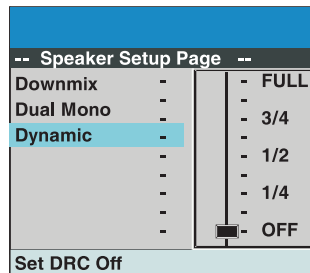 -- Speaker Setup Page --
Downmix -
Dual Mono -
Dynamic -
-
-
-
-
- FULL
-
- 3/4
-
- 1/2
-
- 1/4
-
- OFF
Set DRC Off